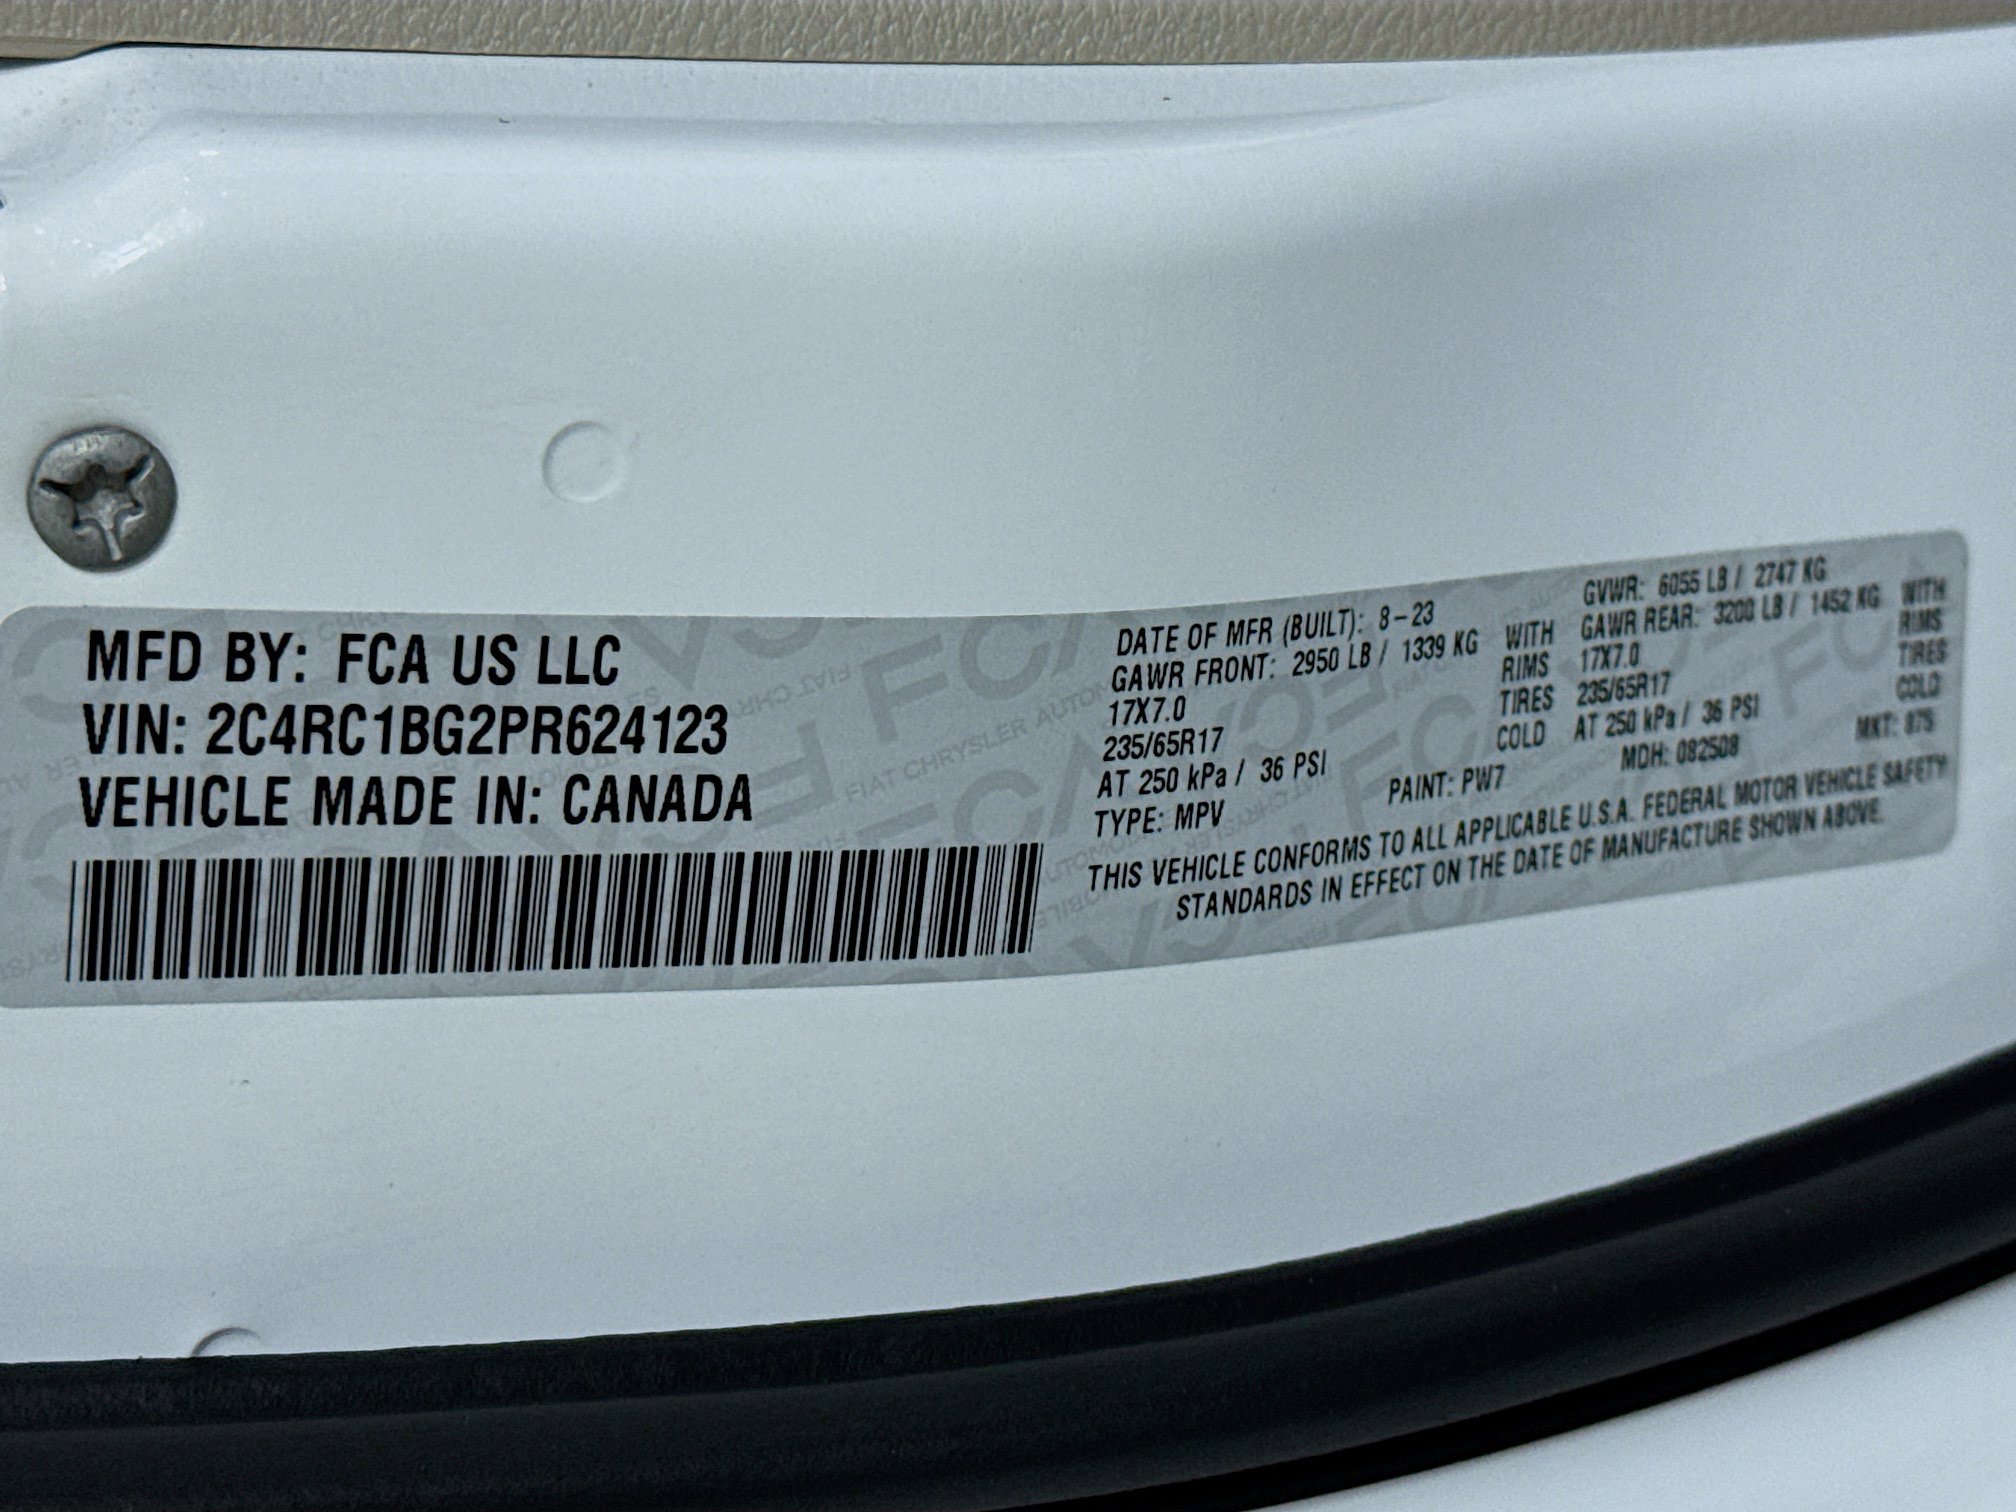 MFD BY: FCA US LLC
VIN: 2C4RC1BG2PR624123
VEHICLE MADE IN: CANADA
DATE OF MFR (BUILT): 8-23 GVWR: 6055 LB / 2747 KG
GAWR FRONT: 2950 LB / 1339 KG WITH GAWR REAR: 3200 LB / 1452 KG WITH
17X7.0 RIMS 17X7.0 RIMS
235/65R17 TIRES 235/65R17 TIRES
AT 250 kPa / 36 PSI COLD AT 250 kPa / 36 PSI COLD
TYPE: MPV PAINT: PW7 MDH: 082508 MKT: 875
THIS VEHICLE CONFORMS TO ALL APPLICABLE U.S.A. FEDERAL MOTOR VEHICLE SAFETY
STANDARDS IN EFFECT ON THE DATE OF MANUFACTURE SHOWN ABOVE.